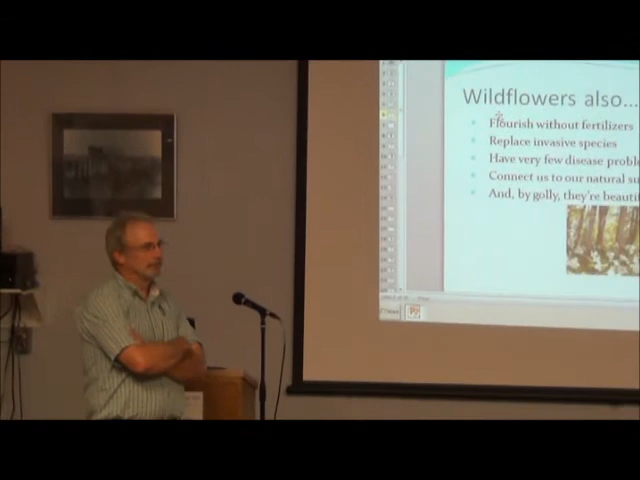 Wildflowers also...
Flourish without fertilizers
Replace invasive species
Have very few disease proble
Connect us to our natural su
And, by golly, they're beautif